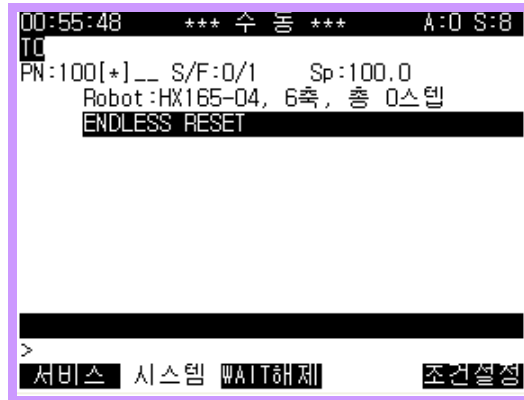 00:55:48 *** 수 동 *** A:0 S:8
T0
PN:100[*]__ S/F:0/1 Sp:100.0
Robot:HX165-04, 6축, 총 0스텝
ENDLESS RESET
>
서비스 시스템 WAIT해제 조건설정